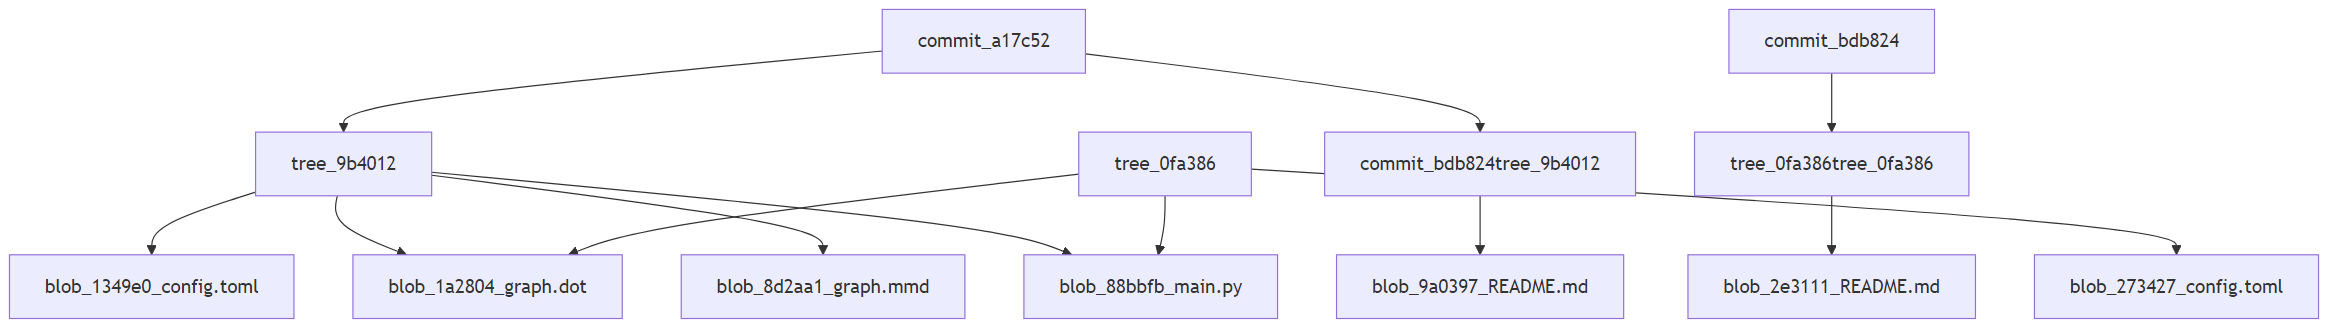 commit_a17c52
commit_bdb824
tree_9b4012
tree_0fa386
commit_bdb824tree_9b4012
tree_0fa386tree_0fa386
blob_1349e0_config.toml
blob_1a2804_graph.dot
blob_8d2aa1_graph.mmd
blob_88bbfb_main.py
blob_9a0397_README.md
blob_2e3111_README.md
blob_273427_config.toml